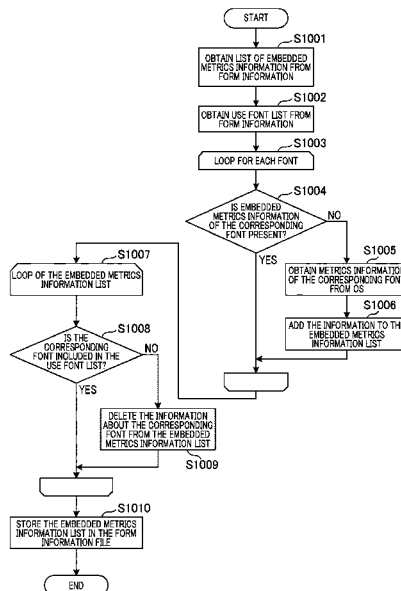 START
S1001
OBTAIN LIST OF EMBEDDED
METRICS INFORMATION FROM
FORM INFORMATION
S1002
OBTAIN USE FONT LIST FROM
FORM INFORMATION
S1003
LOOP FOR EACH FONT
S1004
IS EMBEDDED
METRICS INFORMATION
OF THE CORRESPONDING
FONT PRESENT?
NO
YES
S1005
OBTAIN METRICS INFORMATION
OF THE CORRESPONDING FONT
FROM OS
S1006
ADD THE INFORMATION TO THE
EMBEDDED METRICS
INFORMATION LIST
S1007
LOOP OF THE EMBEDDED METRICS
INFORMATION LIST
S1008
IS THE
CORRESPONDING
FONT INCLUDED IN THE
USE FONT LIST?
NO
YES
DELETE THE INFORMATION
ABOUT THE CORRESPONDING
FONT FROM THE EMBEDDED
METRICS INFORMATION LIST
S1009
S1010
STORE THE EMBEDDED METRICS
INFORMATION LIST IN THE FORM
INFORMATION FILE
END